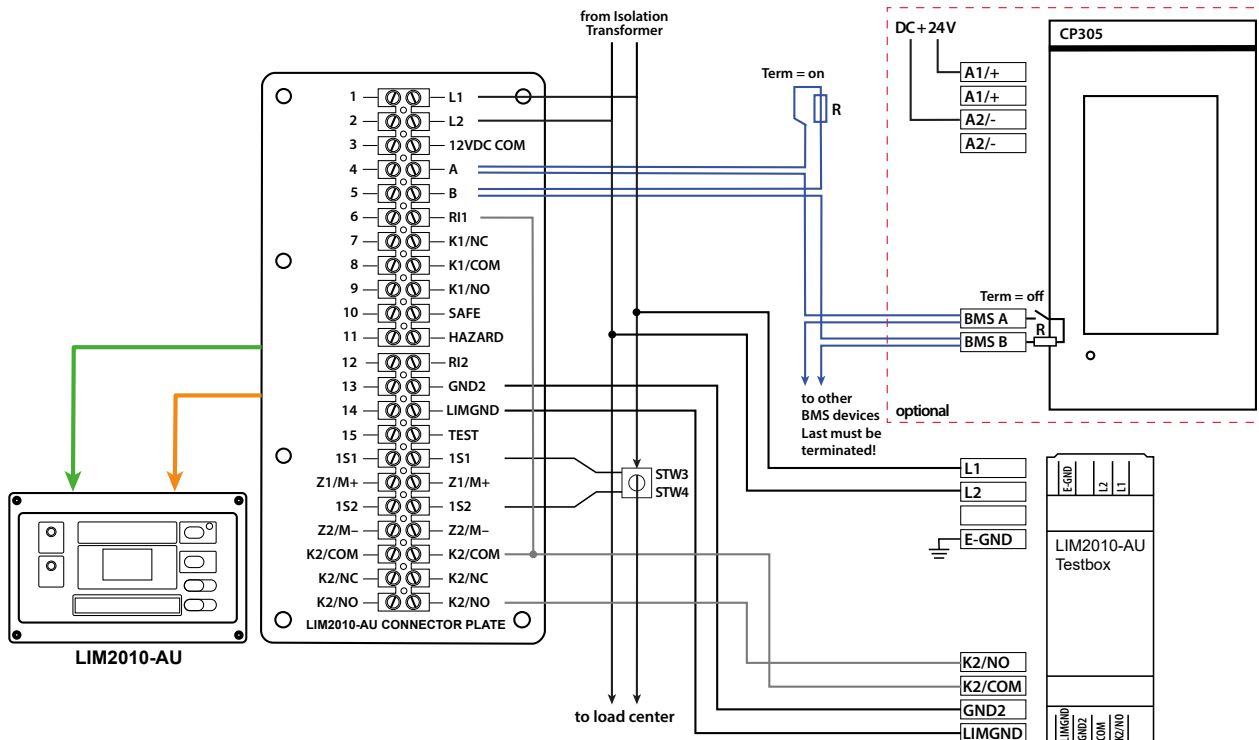 from Isolation
Transformer
DC+24V
CP305
A1/+
A1/+
A2/-
A2/-
Term = on
R
1
L1
2
L2
3
12VDC COM
4
A
5
B
6
RI1
7
K1/NC
8
K1/COM
9
K1/NO
10
SAFE
11
HAZARD
12
RI2
13
GND2
14
LIMGND
15
TEST
1S1
1S1
Z1/M+
Z1/M+
1S2
1S2
Z2/M–
Z2/M–
K2/COM
K2/COM
K2/NC
K2/NC
K2/NO
K2/NO
LIM2010-AU CONNECTOR PLATE
LIM2010-AU
Term = off
BMS A
R
BMS B
to other
BMS devices
Last must be
terminated!
optional
STW3
STW4
L1
L2
E-GND
E-GND
L2
L1
LIM2010-AU
Testbox
K2/NO
K2/COM
GND2
LIMGND
LIMGND
GND2
COM
K2/NO
to load center